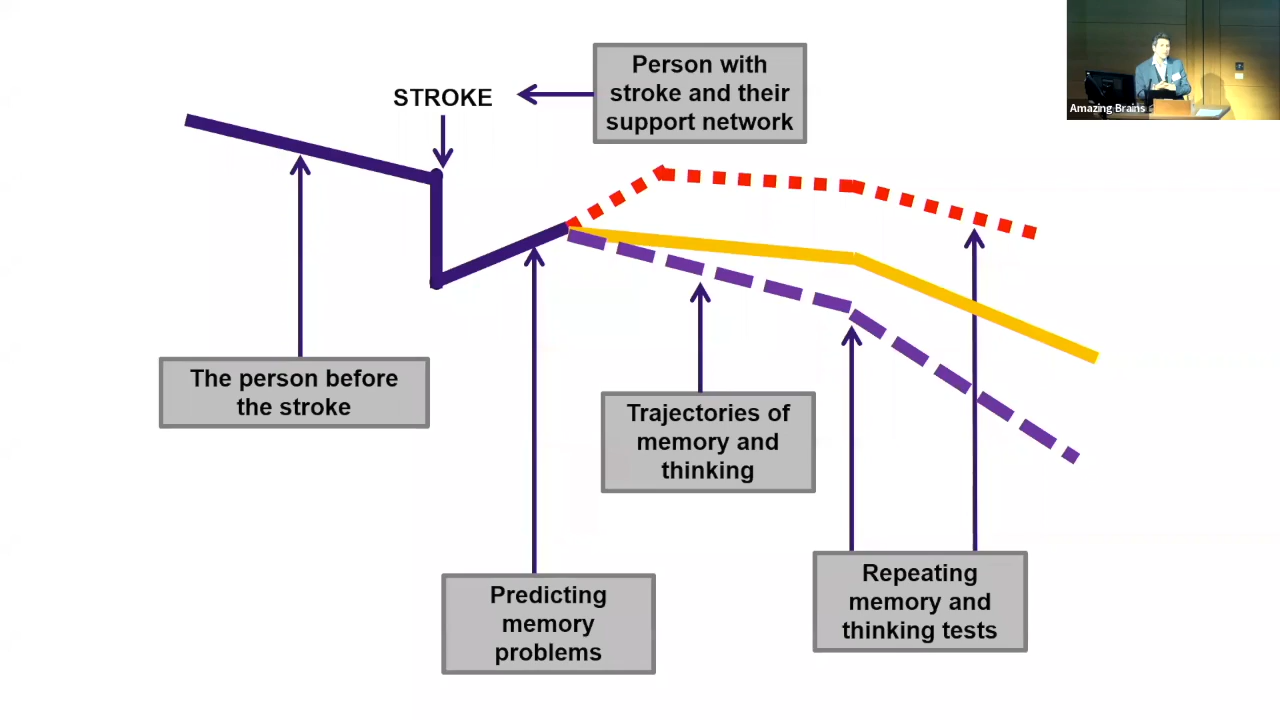 STROKE
Person with
stroke and their
support network
Amazing Brains
The person before
the stroke
Trajectories of
memory and
thinking
Predicting
memory
problems
Repeating
memory and
thinking tests